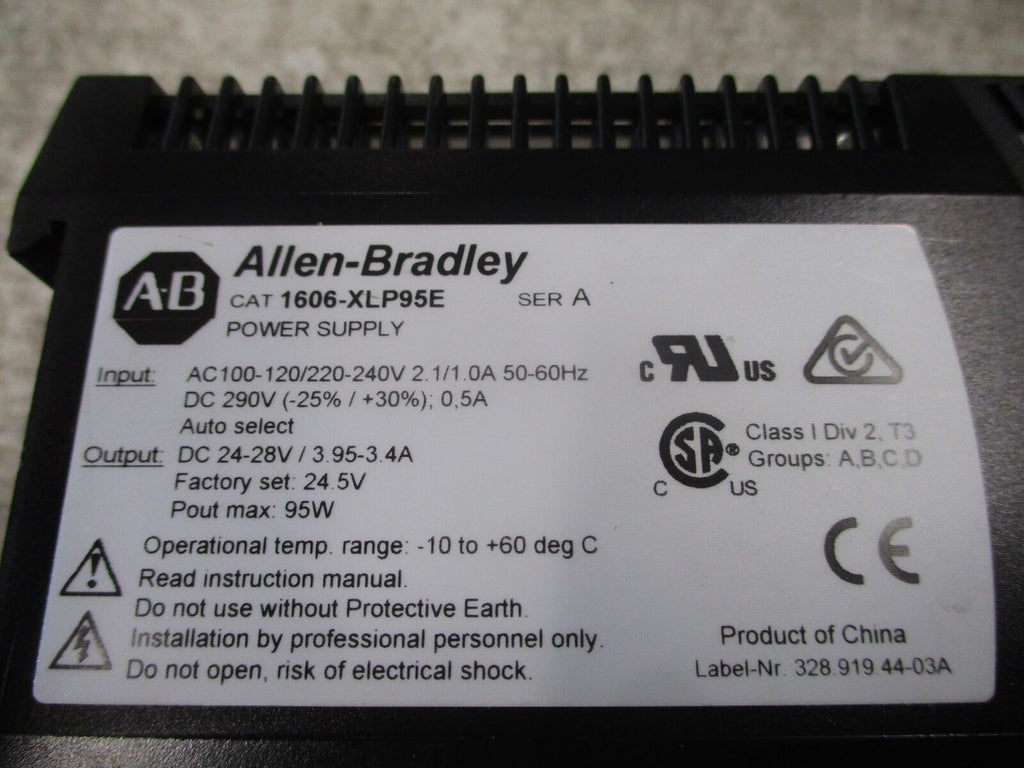 A-B
Allen-Bradley
CAT 1606-XLP95E SER A
POWER SUPPLY
Input: AC100-120/220-240V 2.1/1.0A 50-60Hz
DC 290V (-25% / +30%); 0,5A
Auto select
Output: DC 24-28V / 3.95-3.4A
Factory set: 24.5V
Pout max: 95W
Operational temp. range: -10 to +60 deg C
Read instruction manual.
Do not use without Protective Earth.
Installation by professional personnel only.
Do not open, risk of electrical shock.
C RU US
C SA ® US
Class I Div 2, T3
Groups: A,B,C,D
CE
Product of China
Label-Nr. 328.919.44-03A